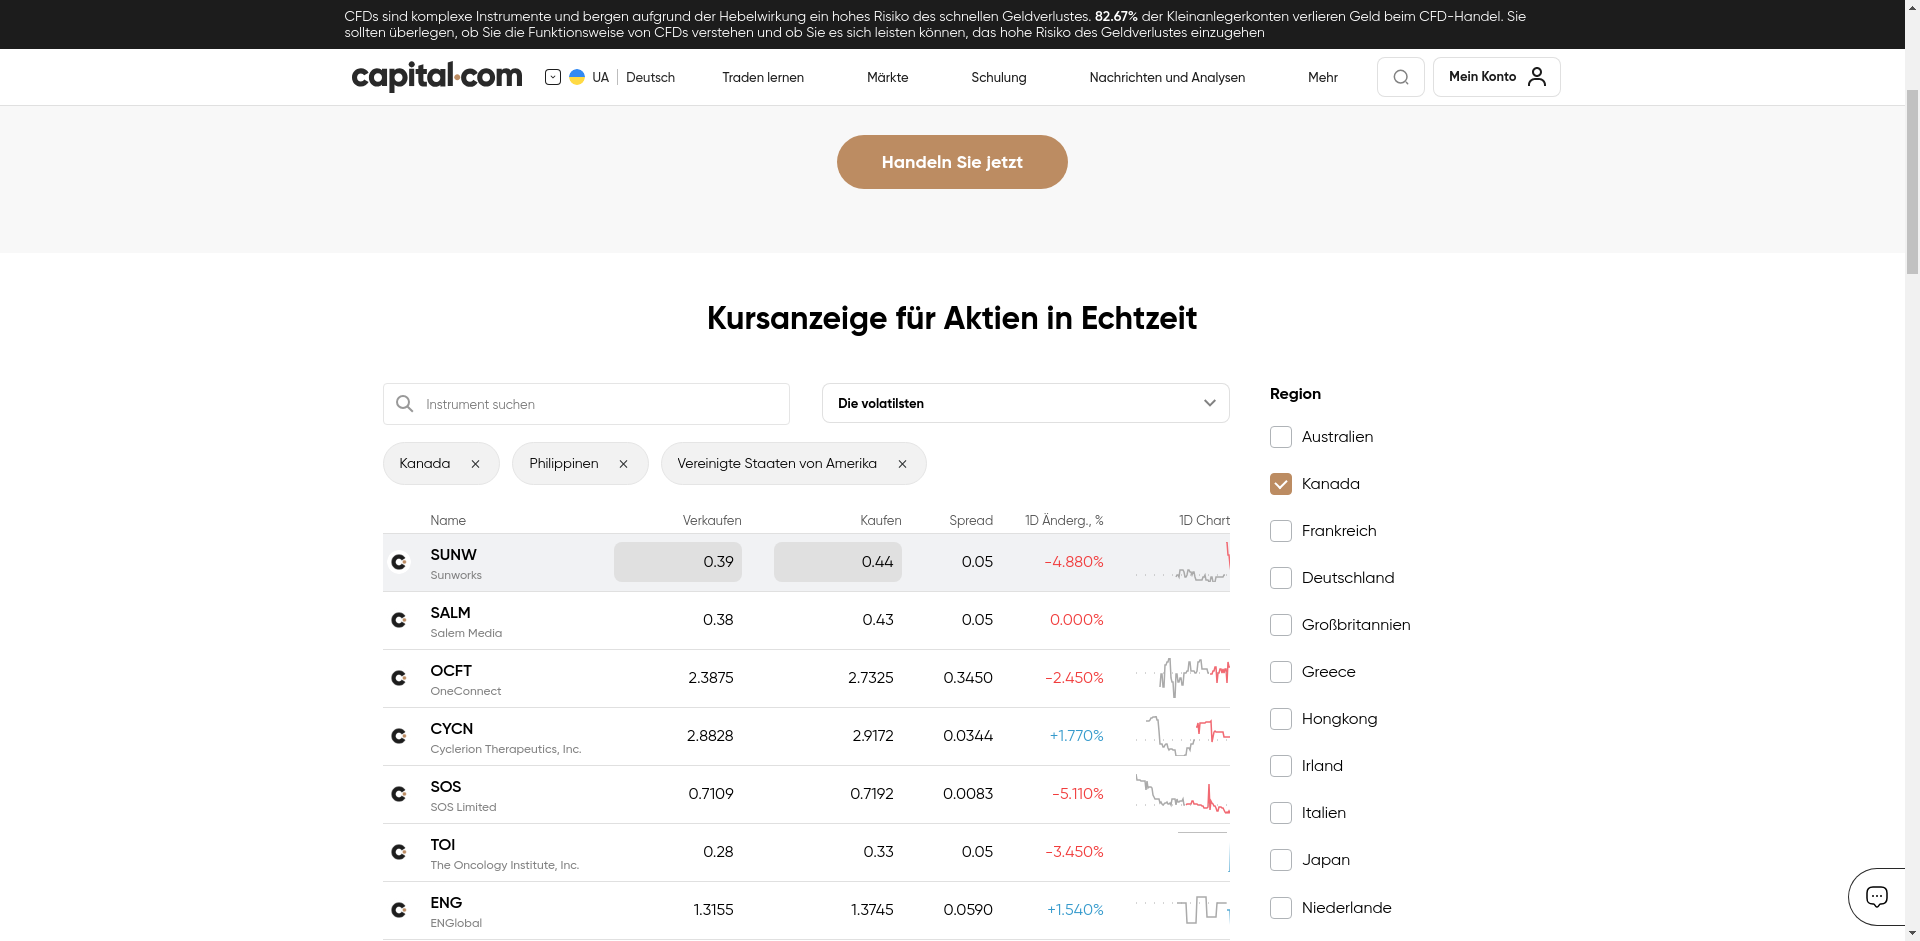 CFDs sind komplexe Instrumente und bergen aufgrund der Hebelwirkung ein hohes Risiko des schnellen Geldverlustes. 82.67% der Kleinanlegerkonten verlieren Geld beim CFD-Handel. Sie
sollten überlegen, ob Sie die Funktionsweise von CFDs verstehen und ob Sie es sich leisten können, das hohe Risiko des Geldverlustes einzugehen
capital.com UA Deutsch Traden lernen Märkte Schulung Nachrichten und Analysen Mehr Mein Konto
Handeln Sie jetzt
Kursanzeige für Aktien in Echtzeit
Instrument suchen
Die volatilsten
Kanada Philippinen Vereinigte Staaten von Amerika
Name Verkaufen Kaufen Spread 1D Änderg., % 1D Chart
SUNW 0.39 0.44 0.05 -4.880%
Sunworks
SALM 0.38 0.43 0.05 0.000%
Salem Media
OCFT 2.3875 2.7325 0.3450 -2.450%
OneConnect
CYCN 2.8828 2.9172 0.0344 +1.770%
Cyclerion Therapeutics, Inc.
SOS 0.7109 0.7192 0.0083 -5.110%
SOS Limited
TOI 0.28 0.33 0.05 -3.450%
The Oncology Institute, Inc.
ENG 1.3155 1.3745 0.0590 +1.540%
ENGlobal
Region
Australien
Kanada
Frankreich
Deutschland
Großbritannien
Greece
Hongkong
Irland
Italien
Japan
Niederlande